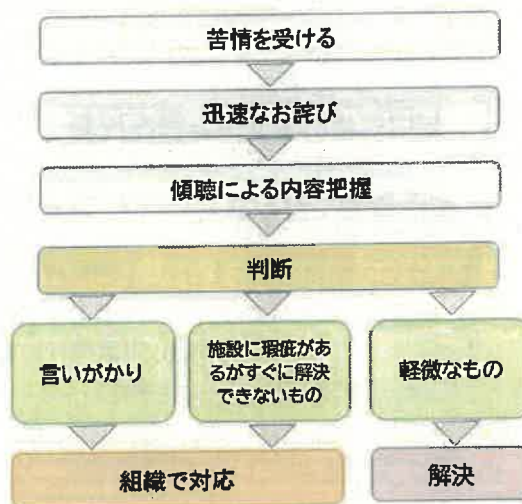 苦情を受ける
迅速なお詫び
傾聴による内容把握
判断
言いがかり
施設に瑕疵があ
るがすぐに解決
できないもの
軽微なもの
組織で対応
解決